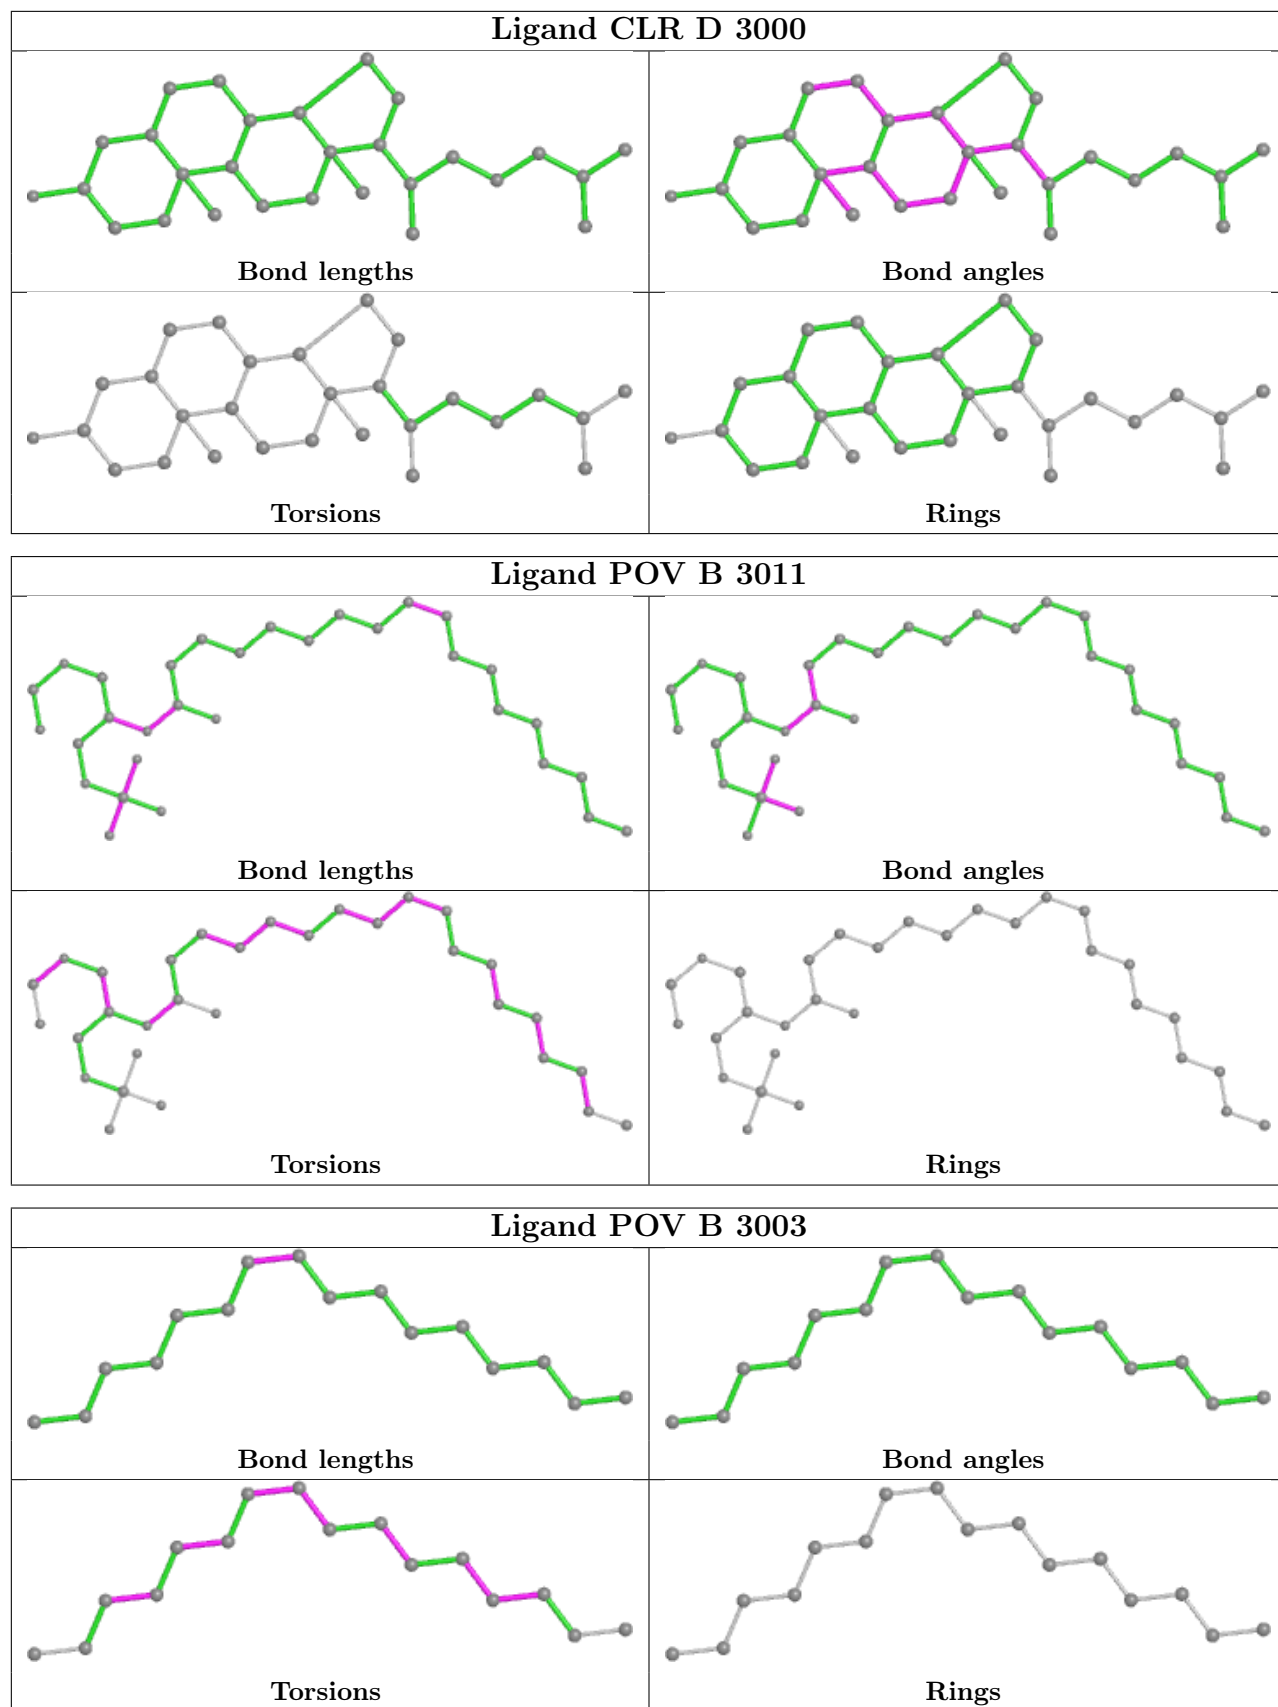 Ligand CLR D 3000
Bond lengths
Bond angles
Torsions
Rings
Ligand POV B 3011
Bond lengths
Bond angles
Torsions
Rings
Ligand POV B 3003
Bond lengths
Bond angles
Torsions
Rings